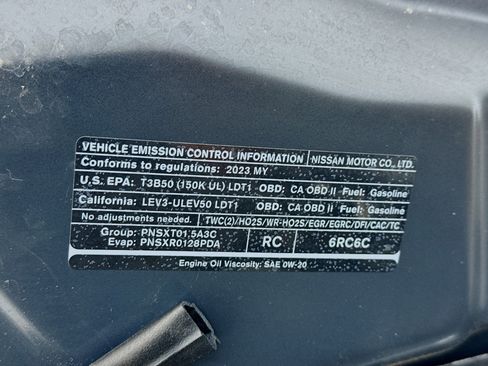 VEHICLE EMISSION CONTROL INFORMATION NISSAN MOTOR CO., LTD.
Conforms to regulations: 2023 MY
U.S. EPA: T3B50 (150K UL) LDT1 OBD: CA OBD II Fuel: Gasoline
California: LEV3-ULEV50 LDT1 OBD: CA OBD II Fuel: Gasoline
No adjustments needed. TWC(2)/HO2S/WR-HO2S/EGR/EGRC/DFI/CAC/TC
Group: PNSXT01.5A3C RC 6RC6C
Evap: PNSXR0128PDA
Engine Oil Viscosity: SAE 0W-20